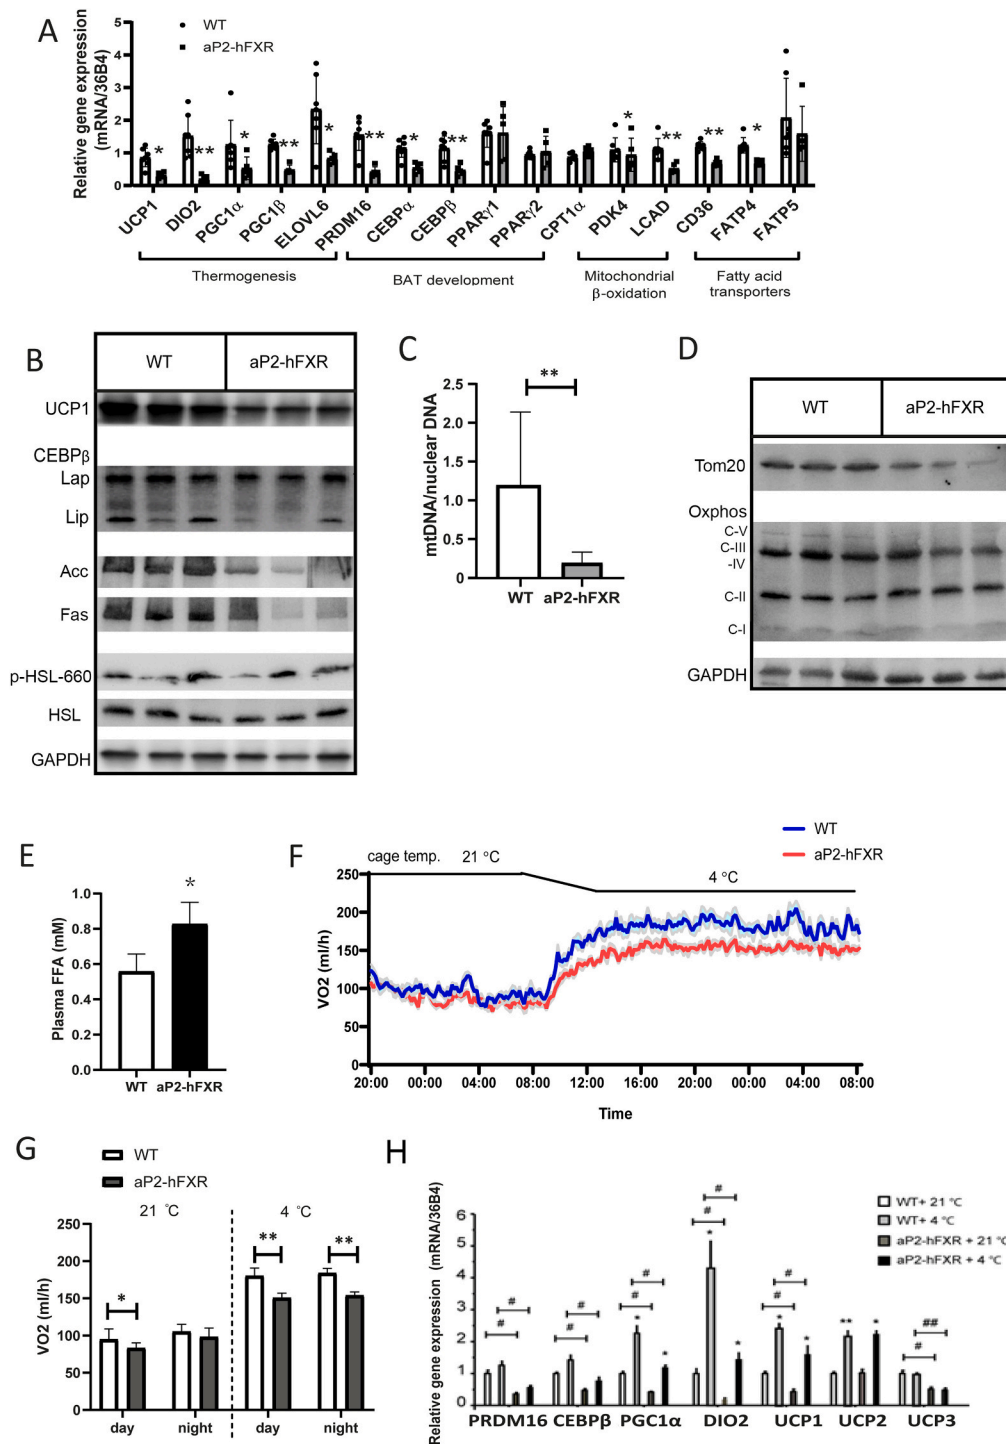 A
Relative gene expression
(mRNA/36B4)
5
4
3
2
1
0
WT
aP2-hFXR
* ** * ** * ** * ** * ** ** *
UCP1 DIO2 PGC1α PGC1β ELOVL6 PRDM16 CEBPα CEBPβ PPARγ1 PPARγ2 CPT1α PDK4 LCAD CD36 FATP4 FATP5
Thermogenesis BAT development Mitochondrial β-oxidation Fatty acid transporters
B
WT aP2-hFXR
UCP1
CEBPβ
Lap
Lip
Acc
Fas
p-HSL-660
HSL
GAPDH
C
**
mtDNA/nuclear DNA
2.5
2.0
1.5
1.0
0.5
0
WT aP2-hFXR
D
WT aP2-hFXR
Tom20
Oxphos
C-V
C-III
-IV
C-II
C-I
GAPDH
E
*
Plasma FFA (mM)
1.0
0.8
0.6
0.4
0.2
0.0
WT aP2-hFXR
F
WT
aP2-hFXR
cage temp. 21 °C
4 °C
VO2 (ml/h)
250
200
150
100
50
0
20:00 00:00 04:00 08:00 12:00 16:00 20:00 00:00 04:00 08:00
Time
G
WT
aP2-hFXR
21 °C 4 °C
VO2 (ml/h)
250
200
150
100
50
0
* ** **
day night day night
H
WT+ 21 °C
WT+ 4 °C
aP2-hFXR + 21 °C
aP2-hFXR + 4 °C
Relative gene expression (mRNA/36B4)
6
5
4
3
2
1
0
# # # # # # * * # # * * # # * * ** * ## #
PRDM16 CEBPβ PGC1α DIO2 UCP1 UCP2 UCP3